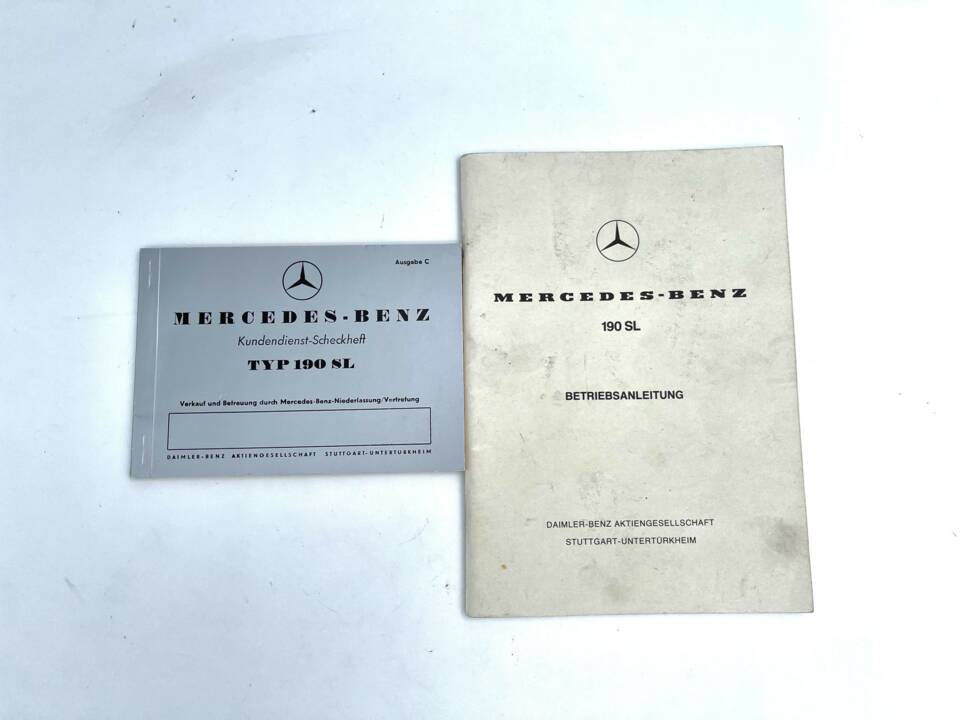 Ausgabe C
MERCEDES-BENZ
Kundendienst-Scheckheft
TYP 190 SL
Verkauf und Betreuung durch Mercedes-Benz-Niederlassung/Vertretung
DAIMLER-BENZ AKTIENGESELLSCHAFT STUTTGART-UNTERTÜRKHEIM
MERCEDES-BENZ
190 SL
BETRIEBSANLEITUNG
DAIMLER-BENZ AKTIENGESELLSCHAFT
STUTTGART-UNTERTÜRKHEIM